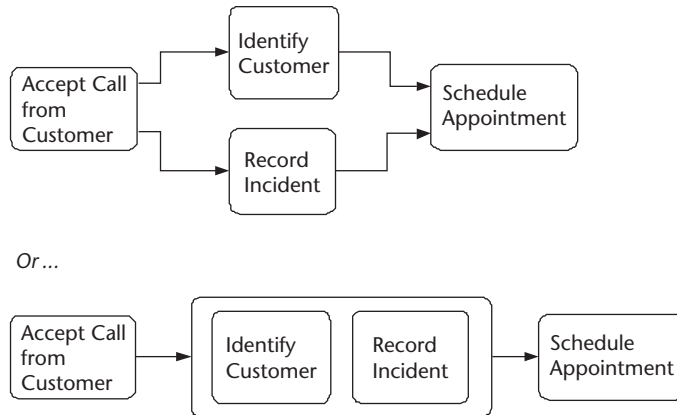 Accept Call
from
Customer
Identify
Customer
Record
Incident
Schedule
Appointment
Or ...
Accept Call
from
Customer
Identify
Customer
Record
Incident
Schedule
Appointment